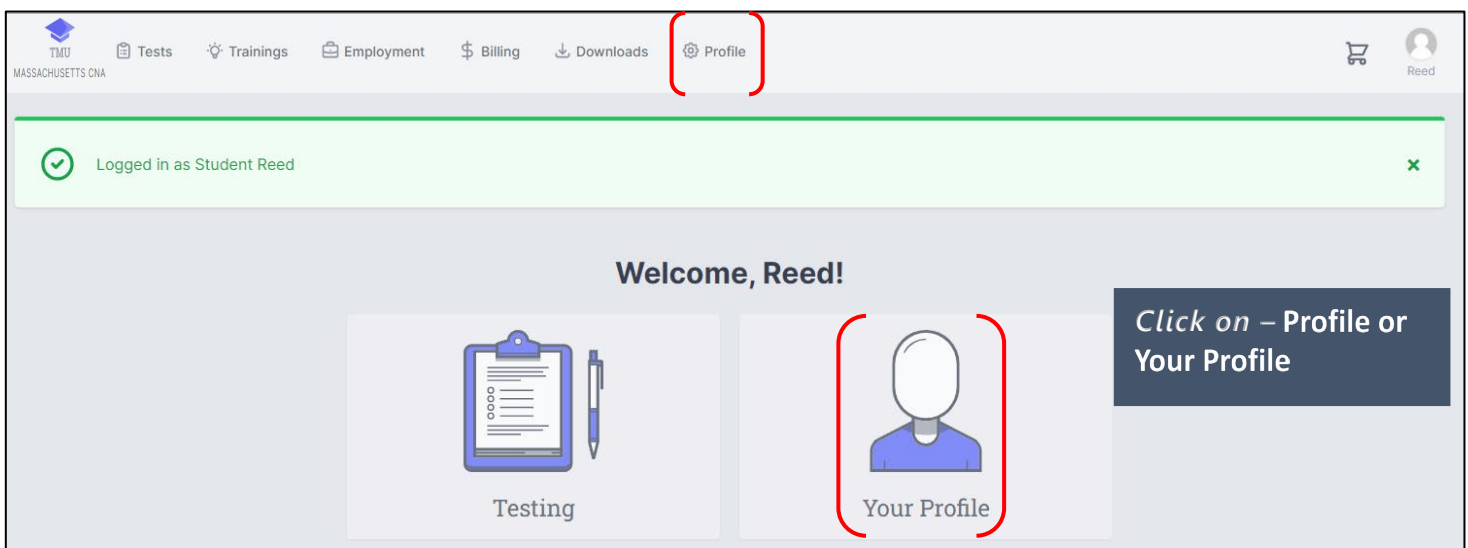 TMU
MASSACHUSETTS CNA
Tests Trainings Employment $ Billing Downloads Profile
Reed
Logged in as Student Reed
Welcome, Reed!
Click on – Profile or
Your Profile
Testing
Your Profile